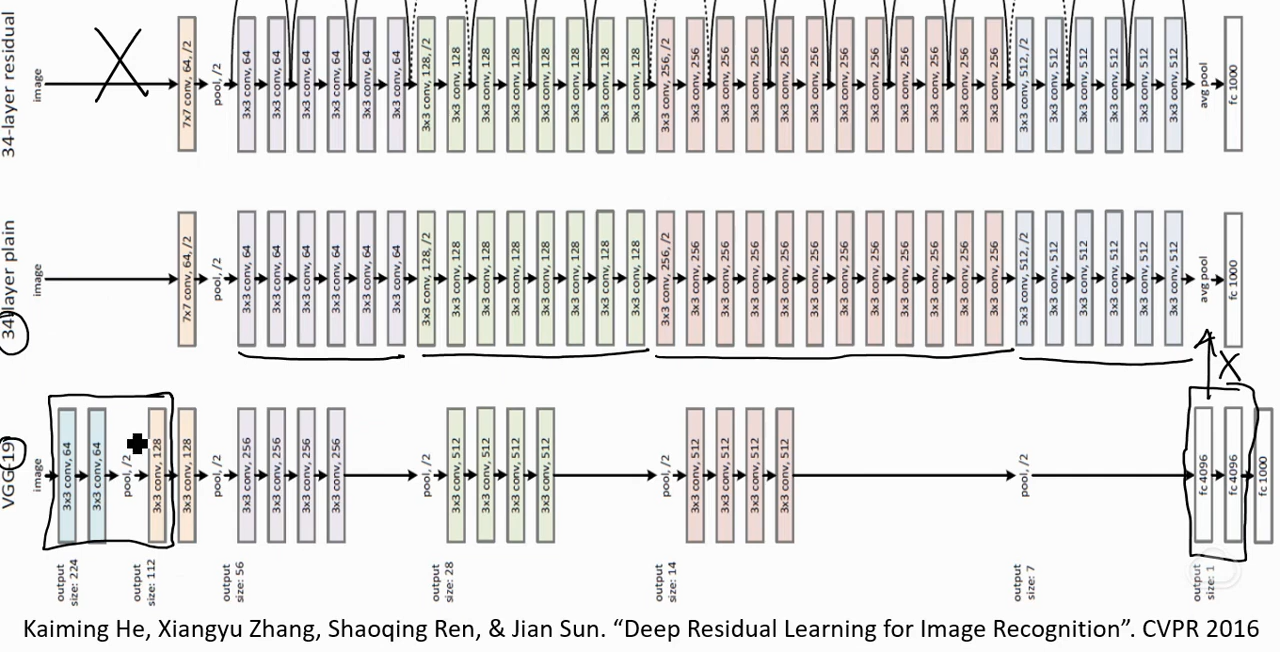 34-layer residual
image 7x7 conv, 64, /2 pool, /2 3x3 conv, 64 3x3 conv, 64 3x3 conv, 64 3x3 conv, 64 3x3 conv, 64 3x3 conv, 64 3x3 conv, 128, /2 3x3 conv, 128 3x3 conv, 128 3x3 conv, 128 3x3 conv, 128 3x3 conv, 128 3x3 conv, 128 3x3 conv, 128 3x3 conv, 256, /2 3x3 conv, 256 3x3 conv, 256 3x3 conv, 256 3x3 conv, 256 3x3 conv, 256 3x3 conv, 256 3x3 conv, 256 3x3 conv, 256 3x3 conv, 256 3x3 conv, 256 3x3 conv, 256 3x3 conv, 512, /2 3x3 conv, 512 3x3 conv, 512 3x3 conv, 512 3x3 conv, 512 3x3 conv, 512 avg pool fc 1000
34-layer plain
image 7x7 conv, 64, /2 pool, /2 3x3 conv, 64 3x3 conv, 64 3x3 conv, 64 3x3 conv, 64 3x3 conv, 64 3x3 conv, 64 3x3 conv, 128, /2 3x3 conv, 128 3x3 conv, 128 3x3 conv, 128 3x3 conv, 128 3x3 conv, 128 3x3 conv, 128 3x3 conv, 128 3x3 conv, 256, /2 3x3 conv, 256 3x3 conv, 256 3x3 conv, 256 3x3 conv, 256 3x3 conv, 256 3x3 conv, 256 3x3 conv, 256 3x3 conv, 256 3x3 conv, 256 3x3 conv, 256 3x3 conv, 256 3x3 conv, 512, /2 3x3 conv, 512 3x3 conv, 512 3x3 conv, 512 3x3 conv, 512 3x3 conv, 512 avg pool fc 1000
VGG-19
image 3x3 conv, 64 3x3 conv, 64 pool, /2 3x3 conv, 128 3x3 conv, 128 pool, /2 3x3 conv, 256 3x3 conv, 256 3x3 conv, 256 3x3 conv, 256 pool, /2 3x3 conv, 512 3x3 conv, 512 3x3 conv, 512 3x3 conv, 512 pool, /2 3x3 conv, 512 3x3 conv, 512 3x3 conv, 512 3x3 conv, 512 pool, /2 fc 4096 fc 4096 fc 1000
output
size: 224
output
size: 112
output
size: 56
output
size: 28
output
size: 14
output
size: 7
output
size: 1
Kaiming He, Xiangyu Zhang, Shaoqing Ren, & Jian Sun. “Deep Residual Learning for Image Recognition”. CVPR 2016